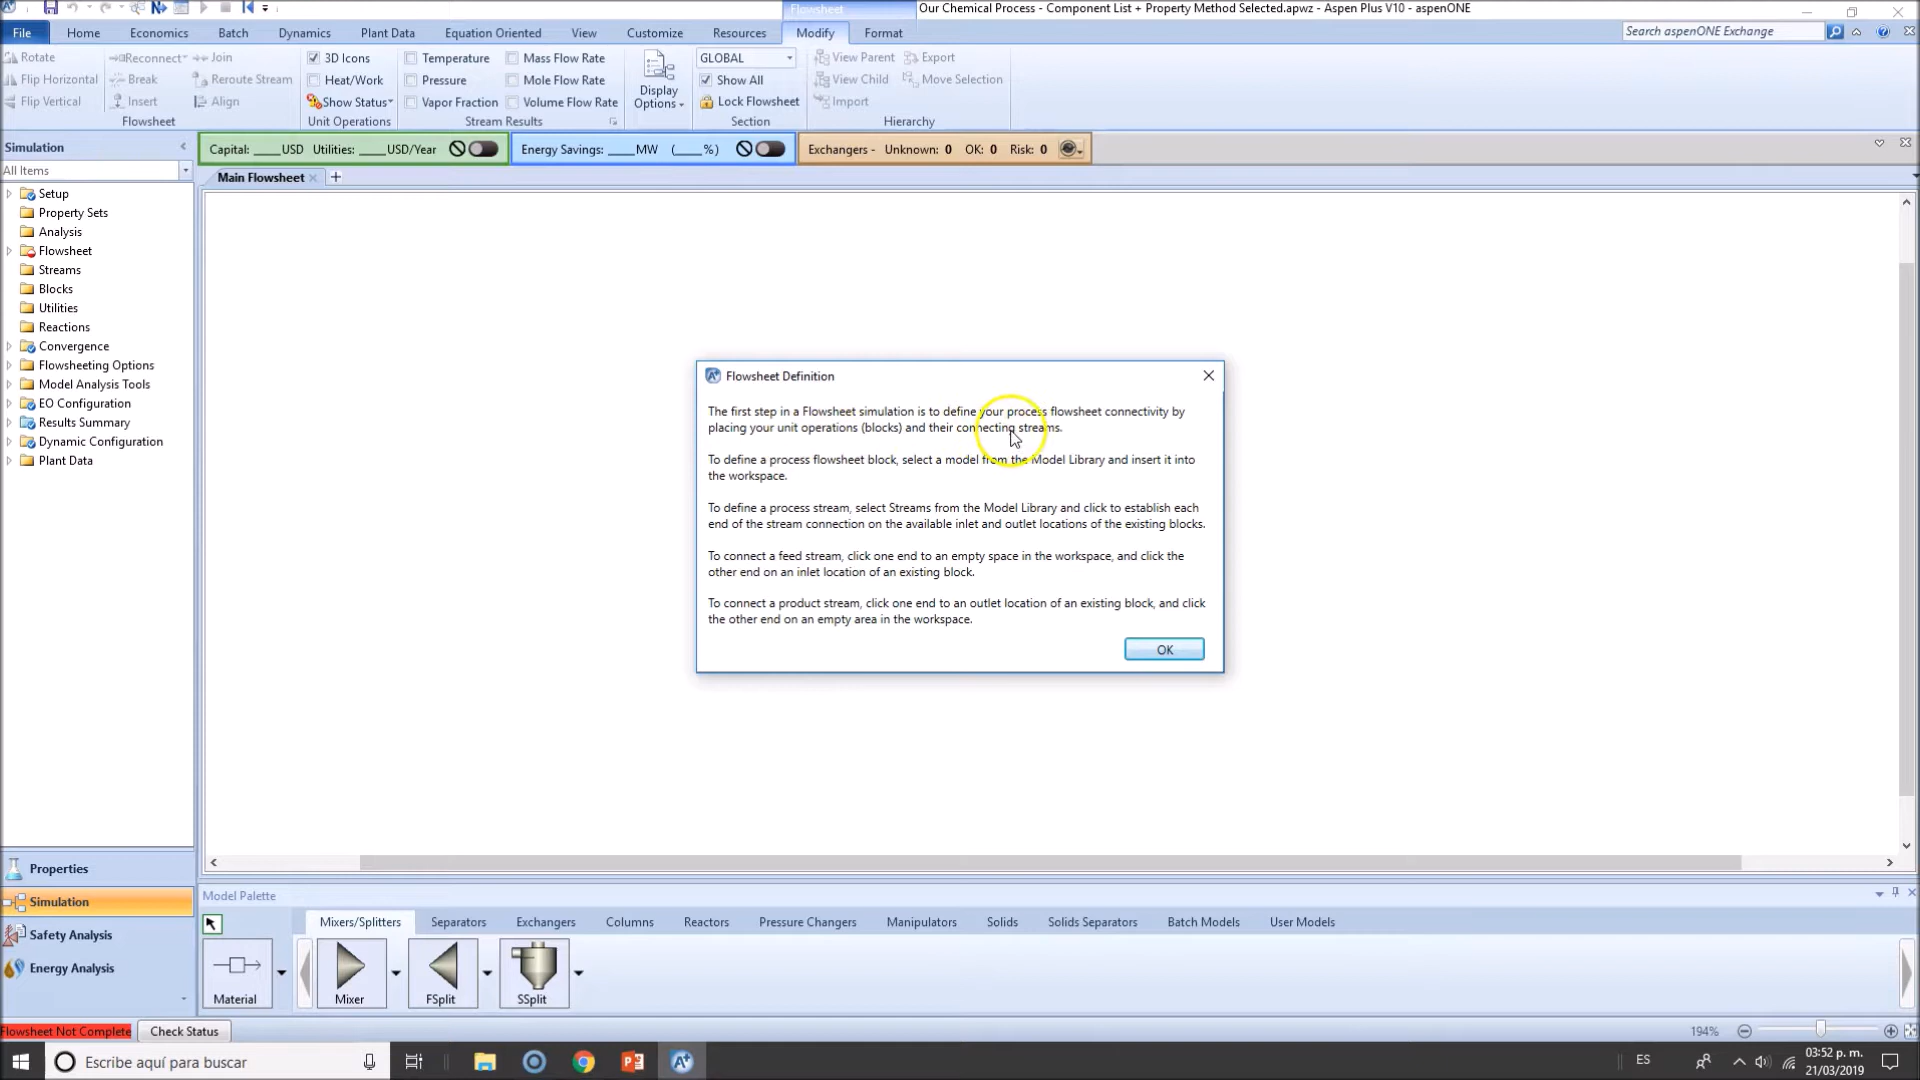 Flowsheet
Our Chemical Process - Component List + Property Method Selected.apwz - Aspen Plus V10 - aspenONE
File Home Economics Batch Dynamics Plant Data Equation Oriented View Customize Resources Modify Format
Search aspenONE Exchange
Rotate Reconnect Join
Flip Horizontal Break Reroute Stream
Flip Vertical Insert Align
Flowsheet
3D Icons
Heat/Work
Show Status
Unit Operations
Temperature Mass Flow Rate
Pressure Mole Flow Rate
Vapor Fraction Volume Flow Rate
Stream Results
Display
Options
GLOBAL
Show All
Lock Flowsheet
Section
View Parent Export
View Child Move Selection
Import
Hierarchy
Capital: ____USD Utilities: ____USD/Year
Energy Savings: ____MW (____%)
Exchangers - Unknown: 0 OK: 0 Risk: 0
Simulation
All Items
Setup
Property Sets
Analysis
Flowsheet
Streams
Blocks
Utilities
Reactions
Convergence
Flowsheeting Options
Model Analysis Tools
EO Configuration
Results Summary
Dynamic Configuration
Plant Data
Properties
Simulation
Safety Analysis
Energy Analysis
Main Flowsheet
Flowsheet Definition
The first step in a Flowsheet simulation is to define your process flowsheet connectivity by
placing your unit operations (blocks) and their connecting streams.
To define a process flowsheet block, select a model from the Model Library and insert it into
the workspace.
To define a process stream, select Streams from the Model Library and click to establish each
end of the stream connection on the available inlet and outlet locations of the existing blocks.
To connect a feed stream, click one end to an empty space in the workspace, and click the
other end on an inlet location of an existing block.
To connect a product stream, click one end to an outlet location of an existing block, and click
the other end on an empty area in the workspace.
OK
Model Palette
Mixers/Splitters Separators Exchangers Columns Reactors Pressure Changers Manipulators Solids Solids Separators Batch Models User Models
Material Mixer FSplit SSplit
Flowsheet Not Complete Check Status
194%
Escribe aquí para buscar
ES
03:52 p. m.
21/03/2019